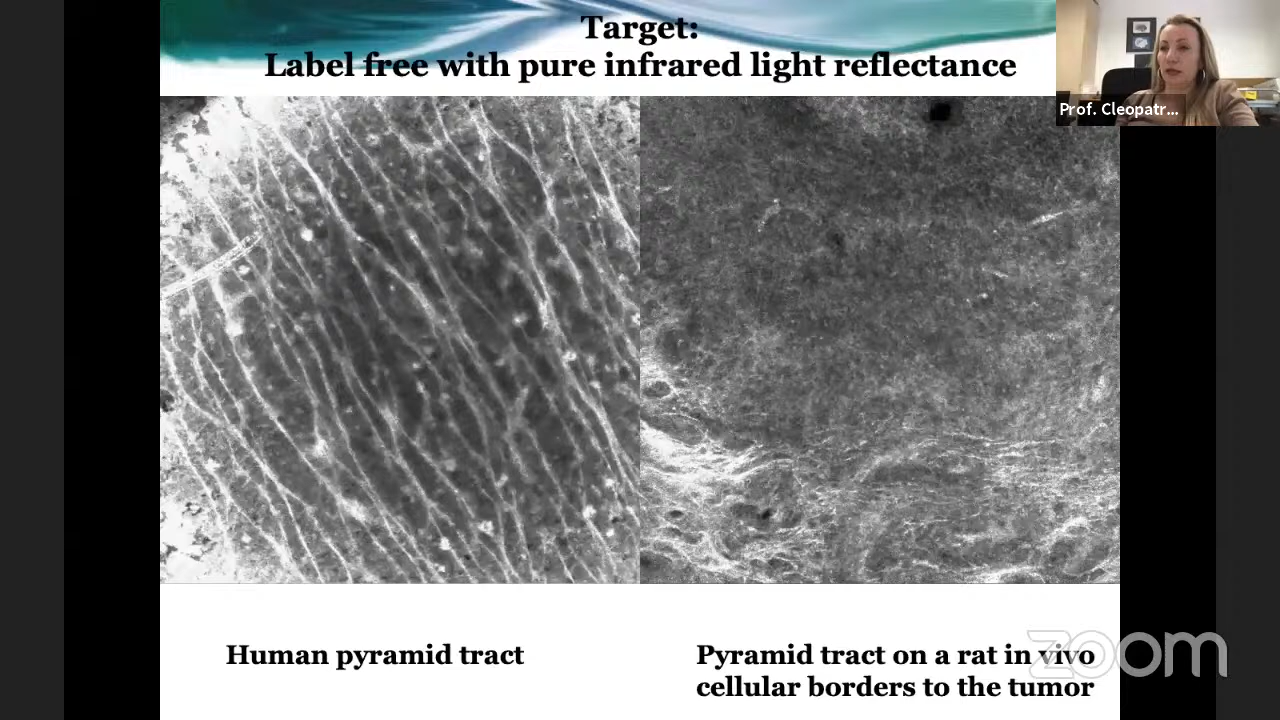 Target:
Label free with pure infrared light reflectance
Prof. Cleopatr...
Human pyramid tract
Pyramid tract on a rat in vivo
cellular borders to the tumor
zoom